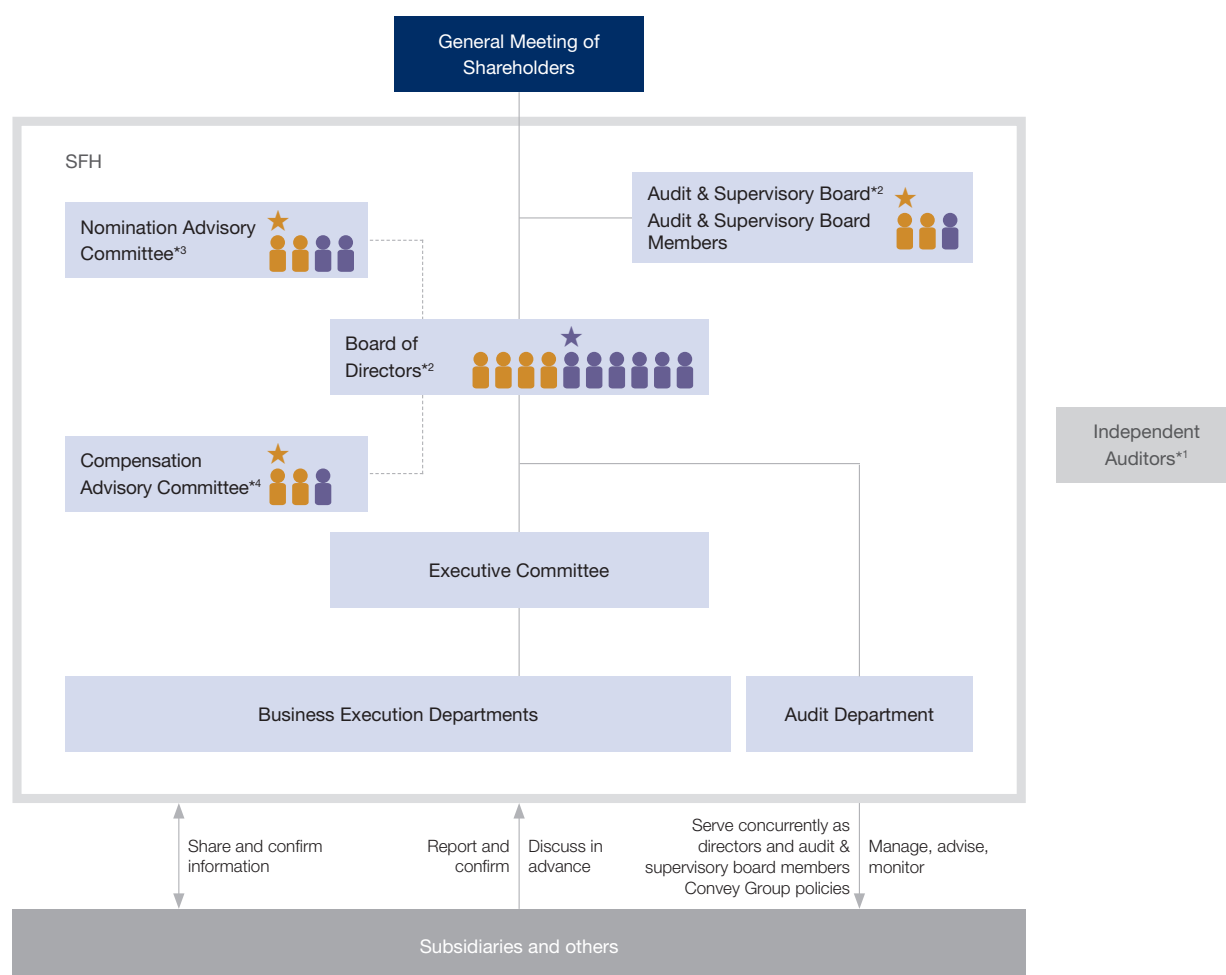 General Meeting of
Shareholders
SFH
Audit & Supervisory Board*2
Audit & Supervisory Board
Members
Nomination Advisory
Committee*3
Board of
Directors*2
Independent
Auditors*1
Compensation
Advisory Committee*4
Executive Committee
Business Execution Departments
Audit Department
Share and confirm
information
Report and
confirm
Discuss in
advance
Serve concurrently as
directors and audit &
supervisory board members
Convey Group policies
Manage, advise,
monitor
Subsidiaries and others